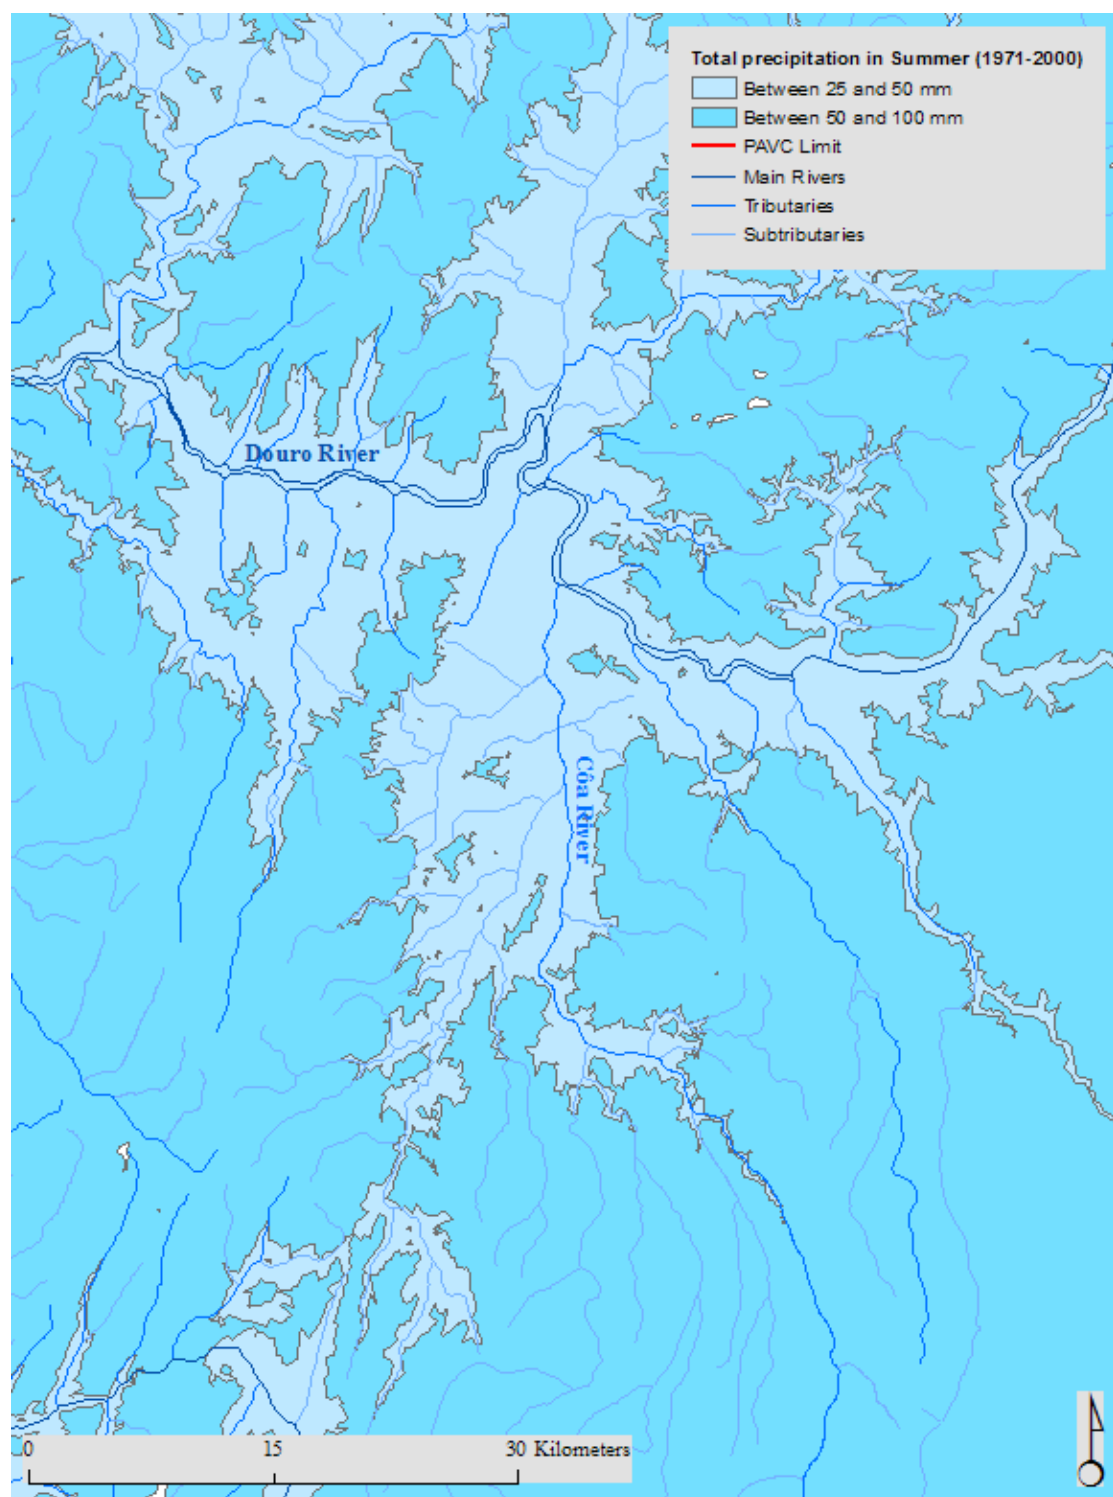 Total precipitation in Summer (1971-2000)
Between 25 and 50 mm
Between 50 and 100 mm
PAVC Limit
Main Rivers
Tributaries
Subtributaries
Douro River
Côa River
0 15 30 Kilometers